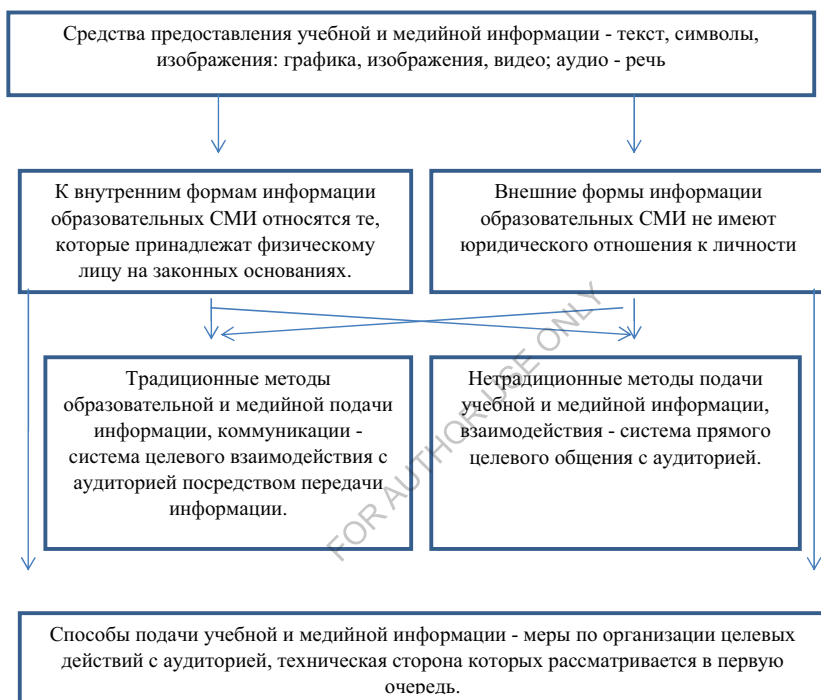 Средства предоставления учебной и медийной информации - текст, символы,
изображения: графика, изображения, видео; аудио - речь
К внутренним формам информации
образовательных СМИ относятся те,
которые принадлежат физическому
лицу на законных основаниях.
Внешние формы информации
образовательных СМИ не имеют
юридического отношения к личности
Традиционные методы
образовательной и медийной подачи
информации, коммуникации -
система целевого взаимодействия с
аудиторией посредством передачи
информации.
Нетрадиционные методы подачи
учебной и медийной информации,
взаимодействия - система прямого
целевого общения с аудиторией.
FOR AUTHOR USE ONLY
Способы подачи учебной и медийной информации - меры по организации целевых
действий с аудиторией, техническая сторона которых рассматривается в первую
очередь.